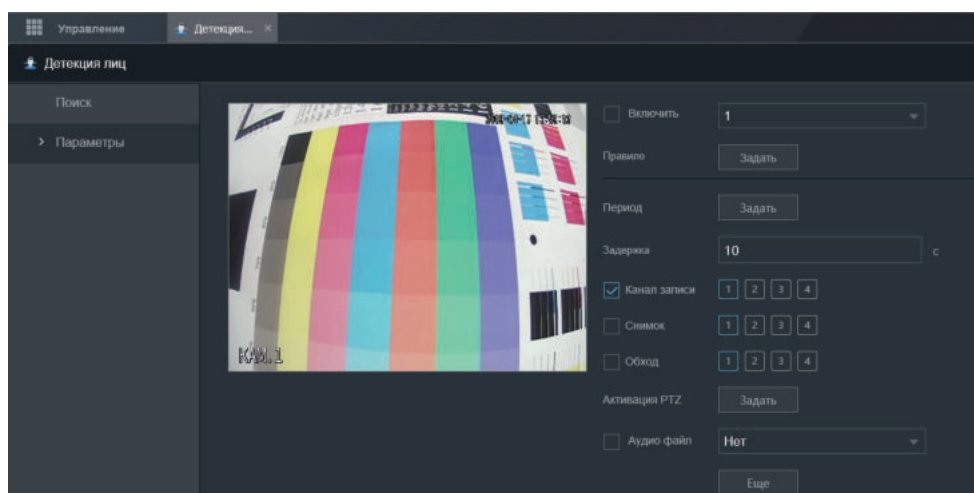 Управление
Детекция... ×
Детекция лиц
Поиск
> Параметры
Включить 1
Правило Задать
Период Задать
Задержка 10 с
Канал записи 1 2 3 4
Снимок 1 2 3 4
Обход 1 2 3 4
Активация PTZ Задать
Аудио файл Нет
Еще
КАМ. 1